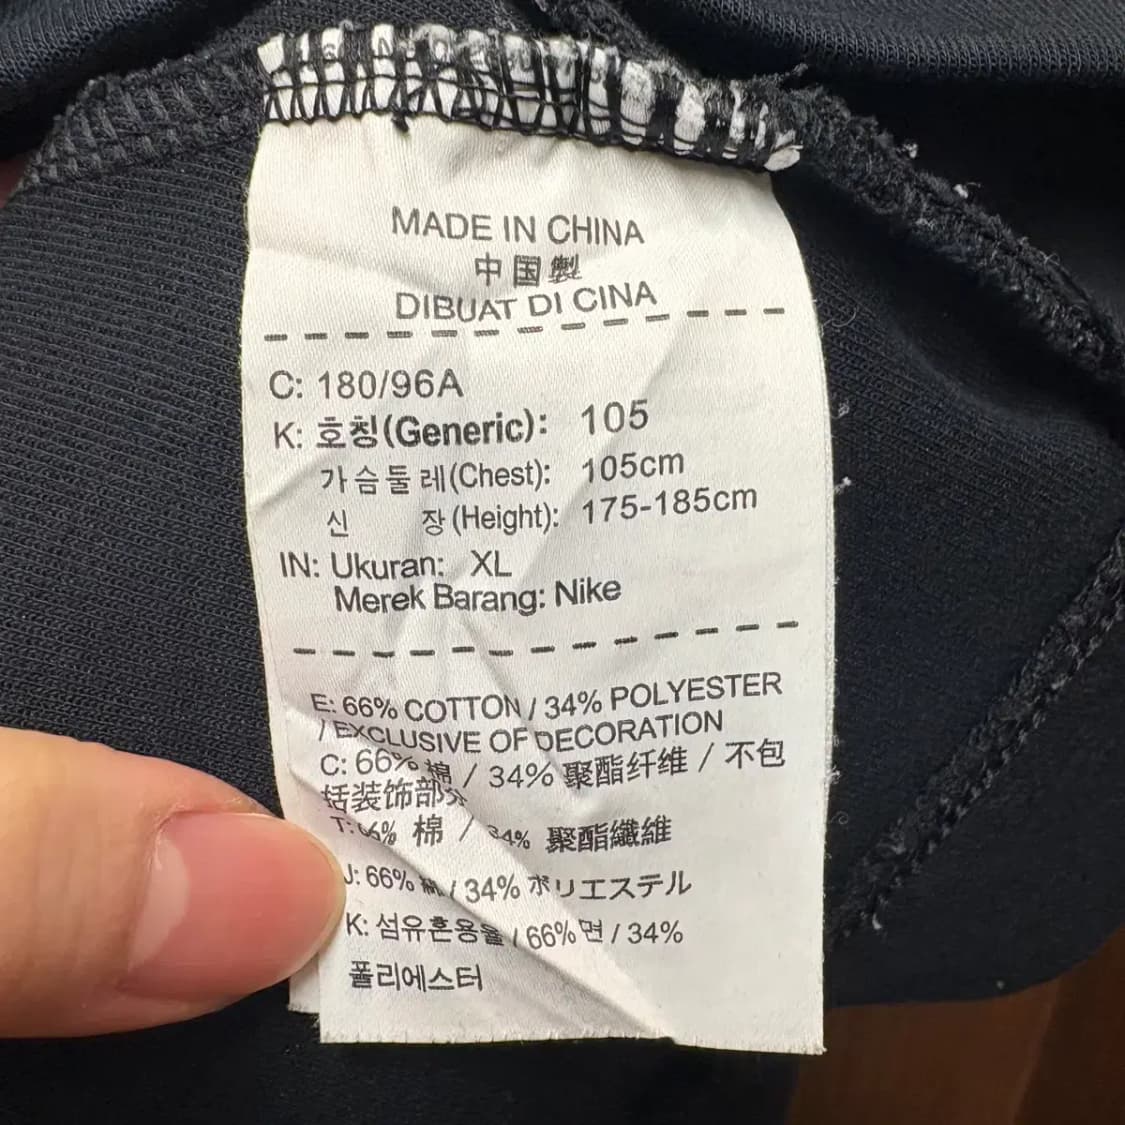 MADE IN CHINA
中国製
DIBUAT DI CINA
C: 180/96A
K: 호칭(Generic): 105
가슴둘레(Chest): 105cm
신 장(Height): 175-185cm
IN: Ukuran: XL
Merek Barang: Nike
E: 66% COTTON / 34% POLYESTER
/ EXCLUSIVE OF DECORATION
C: 66% 棉 / 34% 聚酯纤维 / 不包
括装饰部分
T: 66% 棉 / 34% 聚酯纖維
J: 66% 綿 / 34% ポリエステル
K: 섬유혼용율 / 66% 면 / 34%
폴리에스터